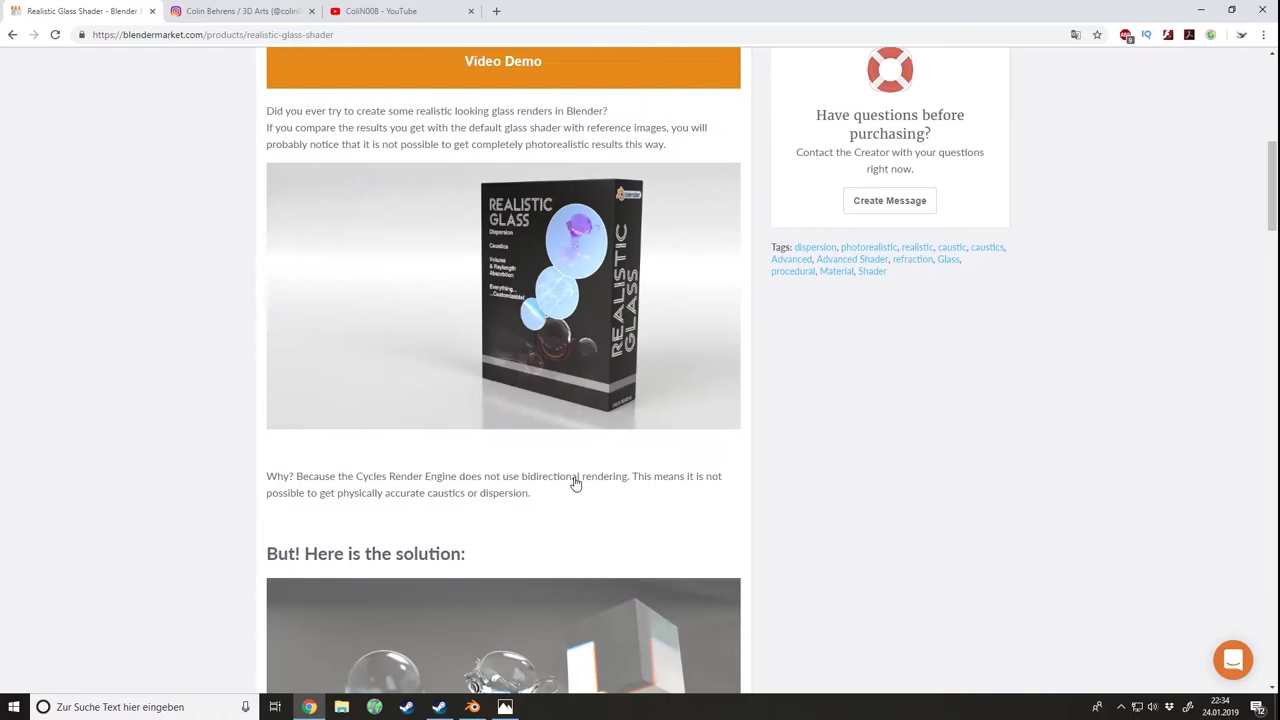 Realistic Glass Shader - Blender M
Colin Behrens / 3D Arts (@colin0
ColiN008 - YouTube
https://blendermarket.com/products/realistic-glass-shader
Video Demo
Did you ever try to create some realistic looking glass renders in Blender?
If you compare the results you get with the default glass shader with reference images, you will
probably notice that it is not possible to get completely photorealistic results this way.
REALISTIC
GLASS
Dispersion
Caustics
Volume
& Raylength
Absorbtion
Everything...
...Customizable!
blender
REALISTIC
GLASS
Why? Because the Cycles Render Engine does not use bidirectional rendering. This means it is not
possible to get physically accurate caustics or dispersion.
But! Here is the solution:
Have questions before
purchasing?
Contact the Creator with your questions
right now.
Create Message
Tags: dispersion, photorealistic, realistic, caustic, caustics,
Advanced, Advanced Shader, refraction, Glass,
procedural, Material, Shader
Zur Suche Text hier eingeben
22:34
24.01.2019